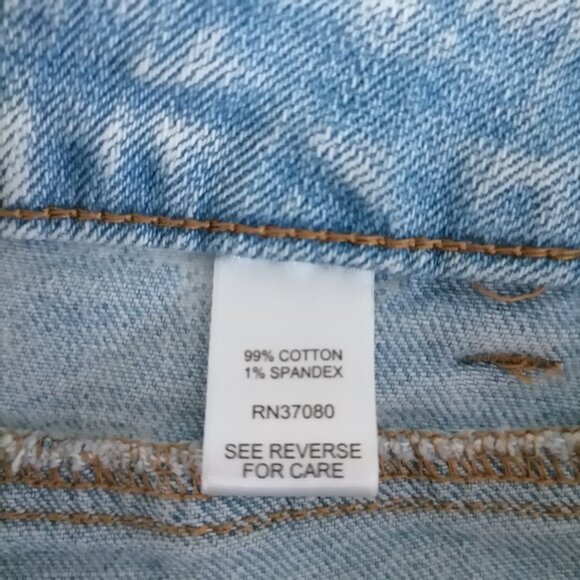 99% COTTON
1% SPANDEX
RN37080
SEE REVERSE
FOR CARE